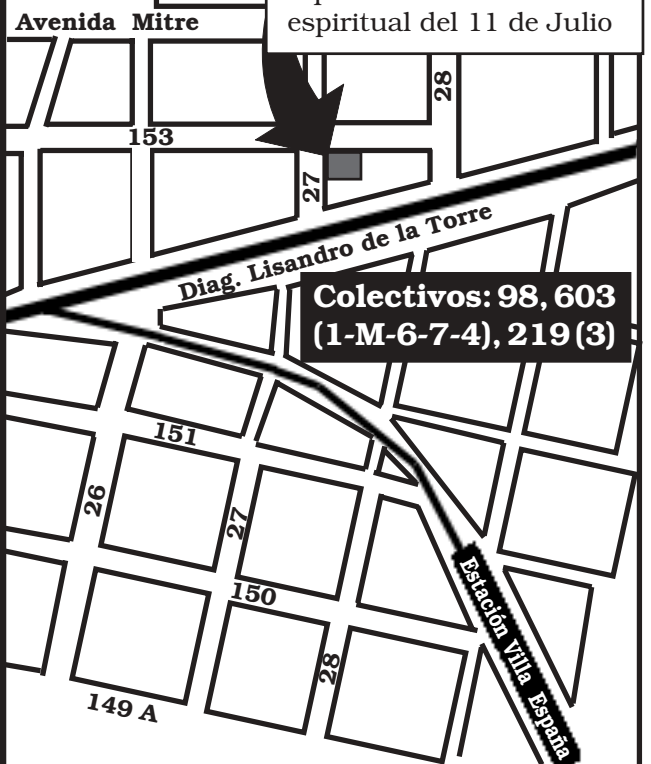 Avenida Mitre
espiritual del 11 de Julio
28
153
27
Diag. Lisandro de la Torre
Colectivos: 98, 603
(1-M-6-7-4), 219 (3)
151
26
27
150
28
149 A
Estación Villa España